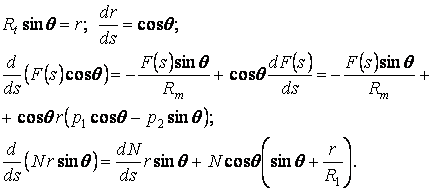 R_t sin θ = r; dr/ds = cos θ;
d/ds (F(s)cos θ) = − F(s)sin θ/R_m + cos θ dF(s)/ds = − F(s)sin θ/R_m +
+ cos θ r(p_1 cos θ − p_2 sin θ);
d/ds (Nr sin θ) = dN/ds r sin θ + N cos θ (sin θ + r/R_1).